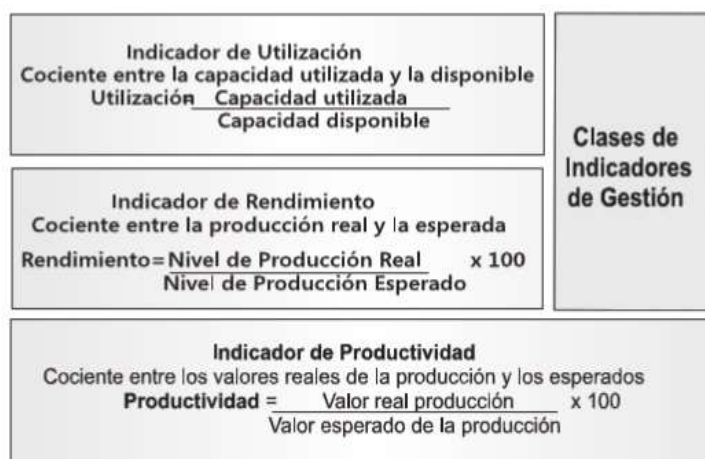 Indicador de Utilización
Cociente entre la capacidad utilizada y la disponible
Utilización= Capacidad utilizada
Capacidad disponible
Clases de
Indicadores
de Gestión
Indicador de Rendimiento
Cociente entre la producción real y la esperada
Rendimiento= Nivel de Producción Real x 100
Nivel de Producción Esperado
Indicador de Productividad
Cociente entre los valores reales de la producción y los esperados
Productividad = Valor real producción x 100
Valor esperado de la producción